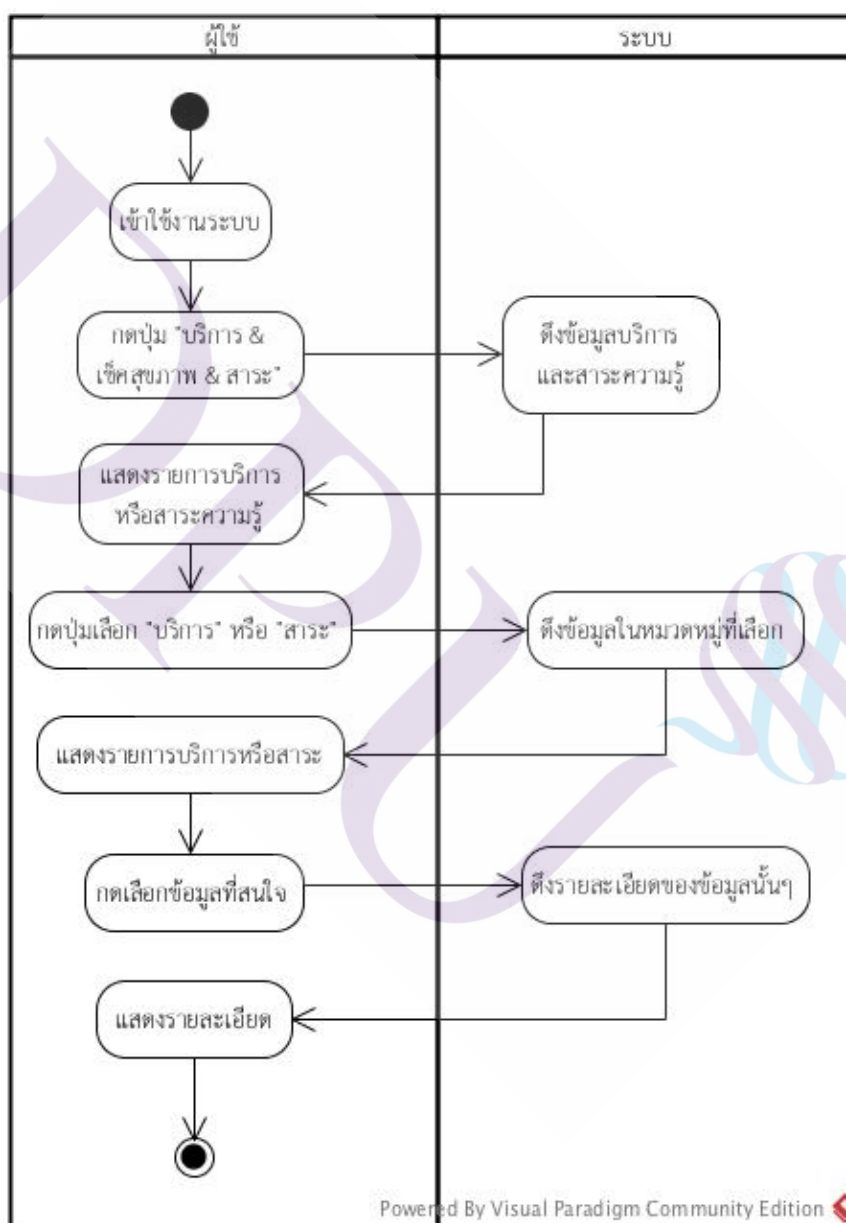 ผู้ใช้
ระบบ
เข้าใช้งานระบบ
กดปุ่ม "บริการ &
เช็คสุขภาพ & สาระ"
ดึงข้อมูลบริการ
และสาระความรู้
แสดงรายการบริการ
หรือสาระความรู้
กดปุ่มเลือก "บริการ" หรือ "สาระ"
ดึงข้อมูลในหมวดหมู่ที่เลือก
แสดงรายการบริการหรือสาระ
กดเลือกข้อมูลที่สนใจ
ดึงรายละเอียดของข้อมูลนั้นๆ
แสดงรายละเอียด
Powered By Visual Paradigm Community Edition
DPU